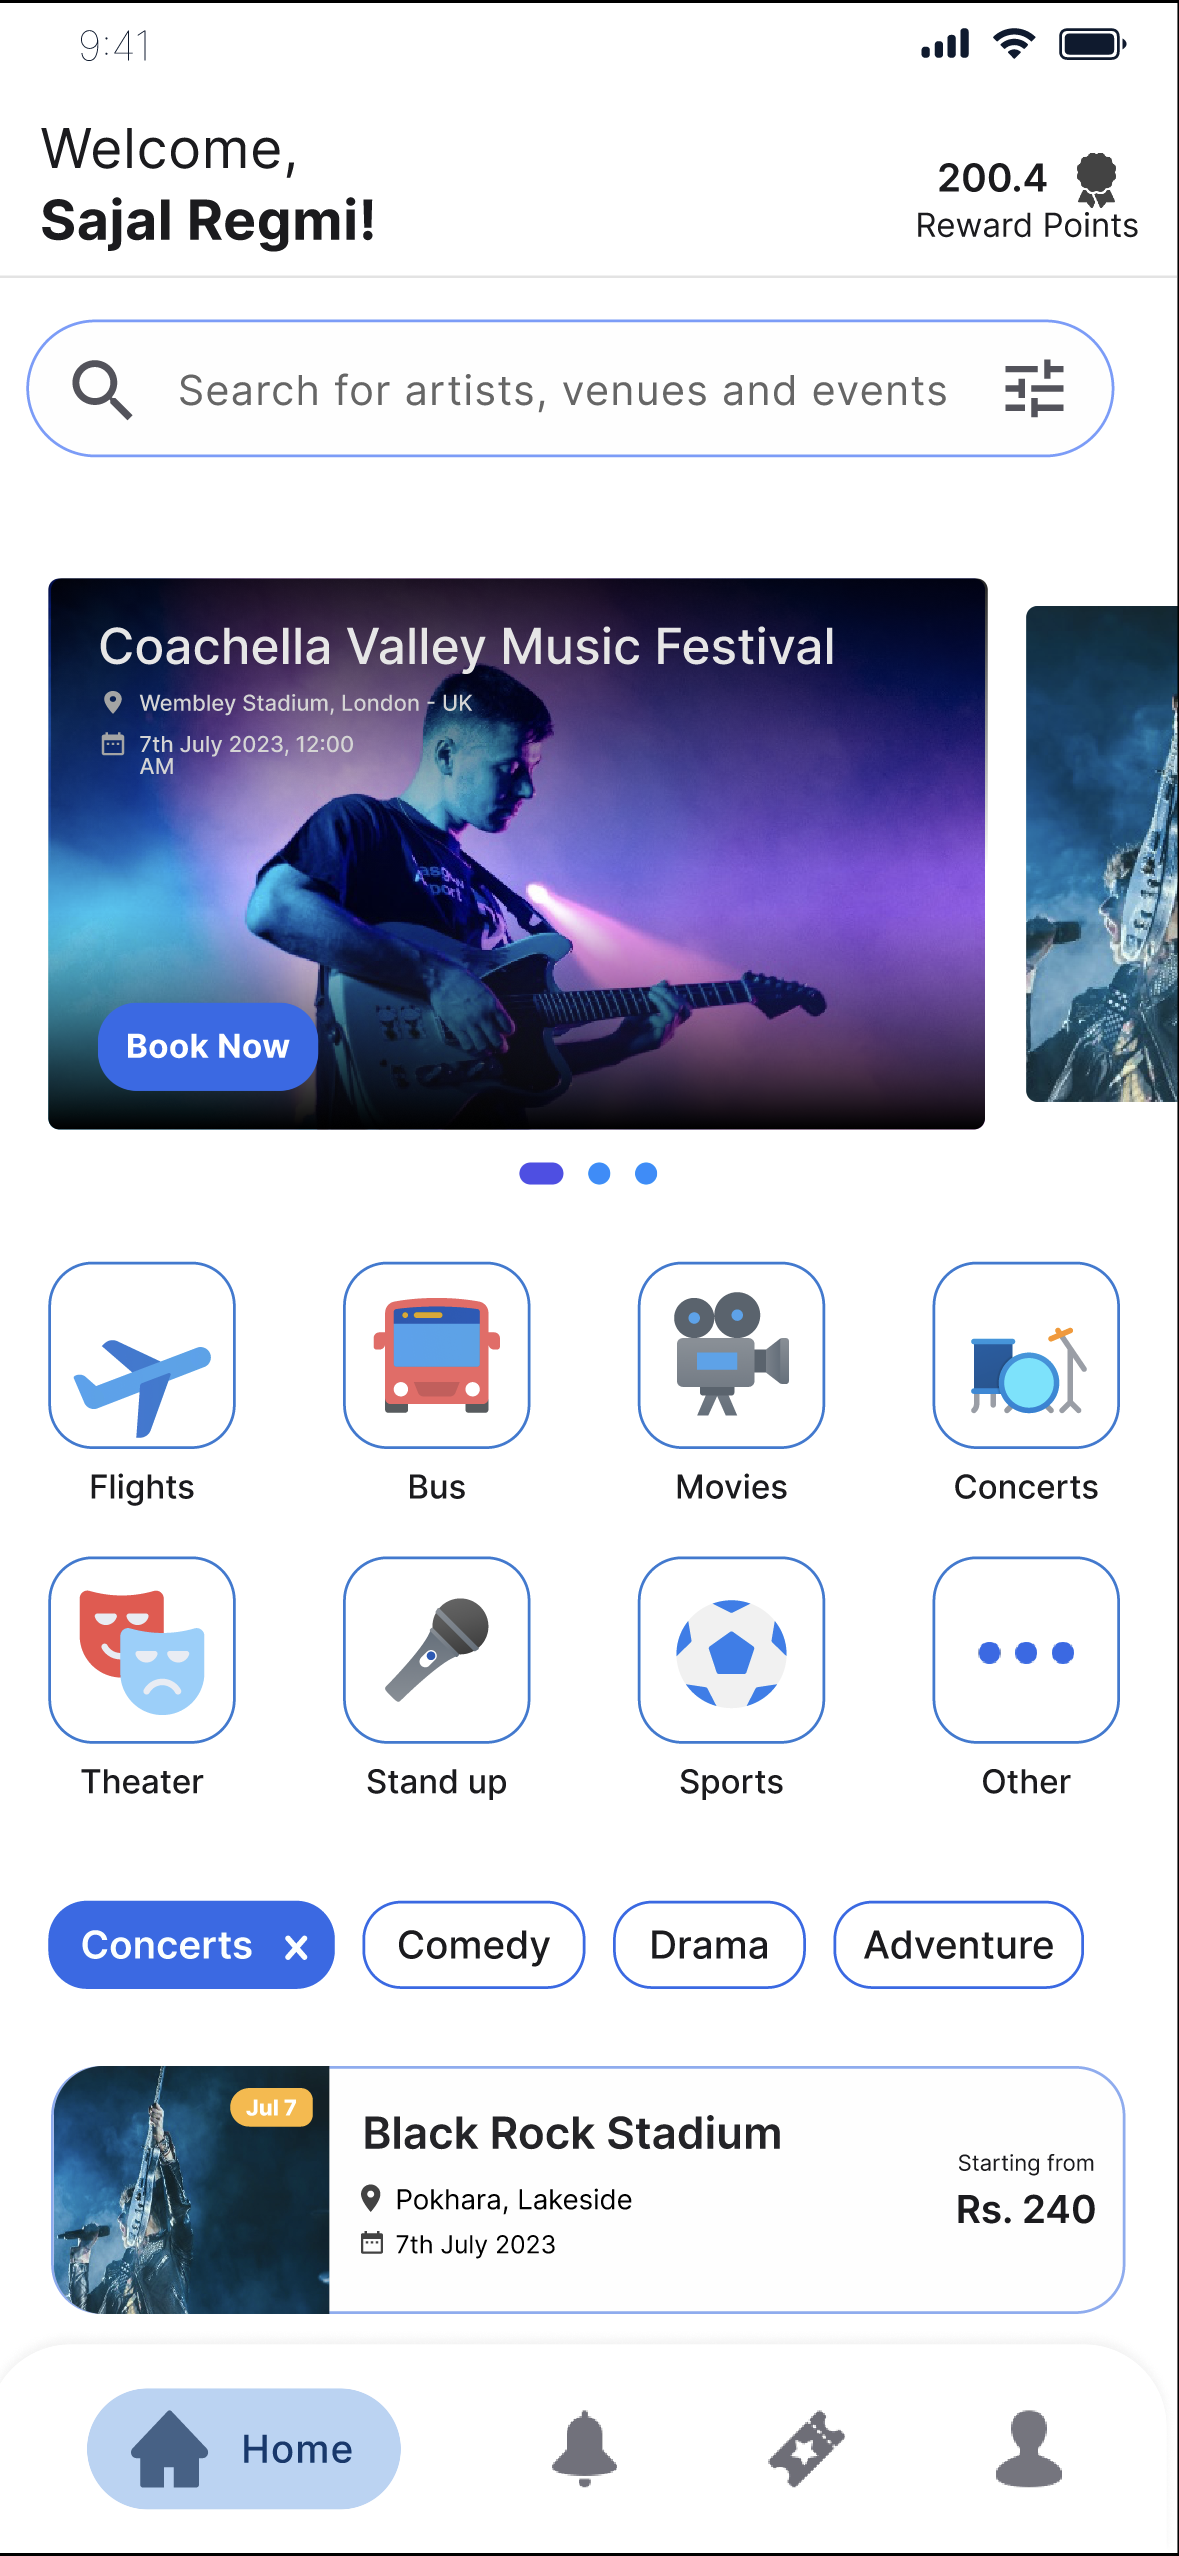 9:41
Welcome,
Sajal Regmi!
200.4
Reward Points
Search for artists, venues and events
Coachella Valley Music Festival
Wembley Stadium, London - UK
7th July 2023, 12:00
AM
Book Now
Flights
Bus
Movies
Concerts
Theater
Stand up
Sports
Other
Concerts x
Comedy
Drama
Adventure
Jul 7
Black Rock Stadium
Pokhara, Lakeside
7th July 2023
Starting from
Rs. 240
Home